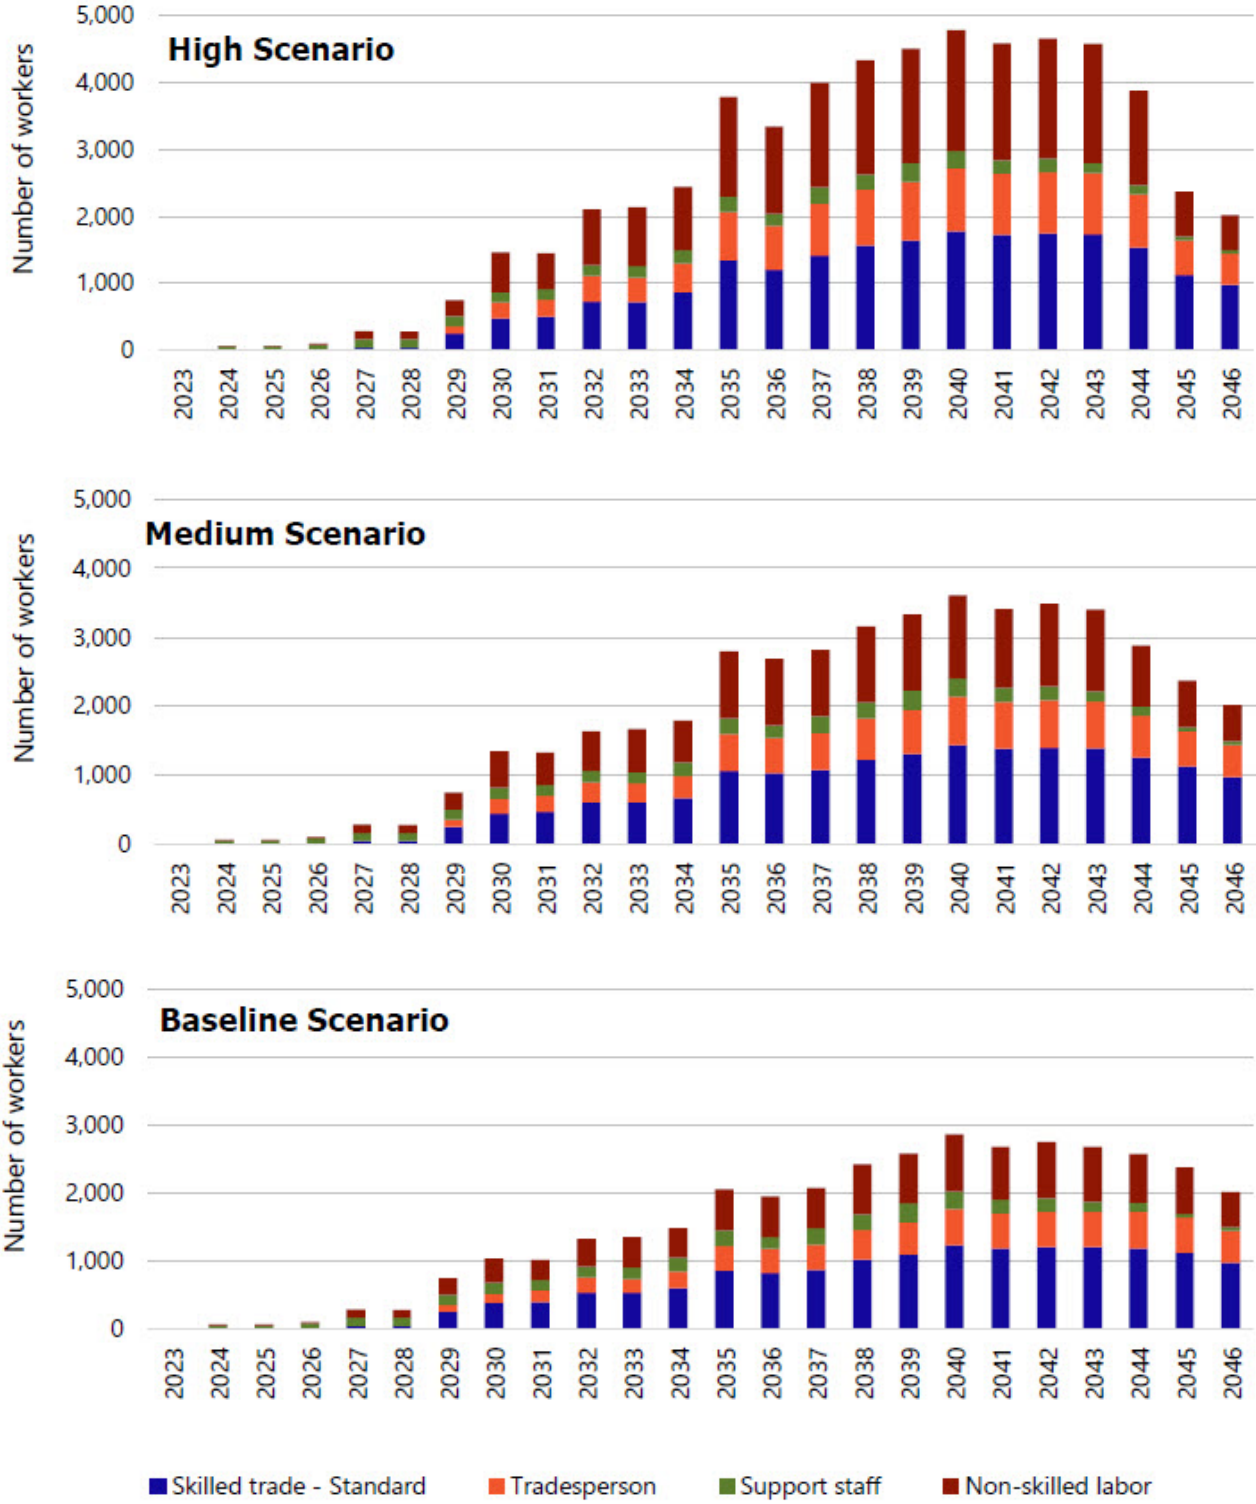 High Scenario
Number of workers
5,000
4,000
3,000
2,000
1,000
0
2023 2024 2025 2026 2027 2028 2029 2030 2031 2032 2033 2034 2035 2036 2037 2038 2039 2040 2041 2042 2043 2044 2045 2046
Medium Scenario
Number of workers
5,000
4,000
3,000
2,000
1,000
0
2023 2024 2025 2026 2027 2028 2029 2030 2031 2032 2033 2034 2035 2036 2037 2038 2039 2040 2041 2042 2043 2044 2045 2046
Baseline Scenario
Number of workers
5,000
4,000
3,000
2,000
1,000
0
2023 2024 2025 2026 2027 2028 2029 2030 2031 2032 2033 2034 2035 2036 2037 2038 2039 2040 2041 2042 2043 2044 2045 2046
Skilled trade - Standard Tradesperson Support staff Non-skilled labor